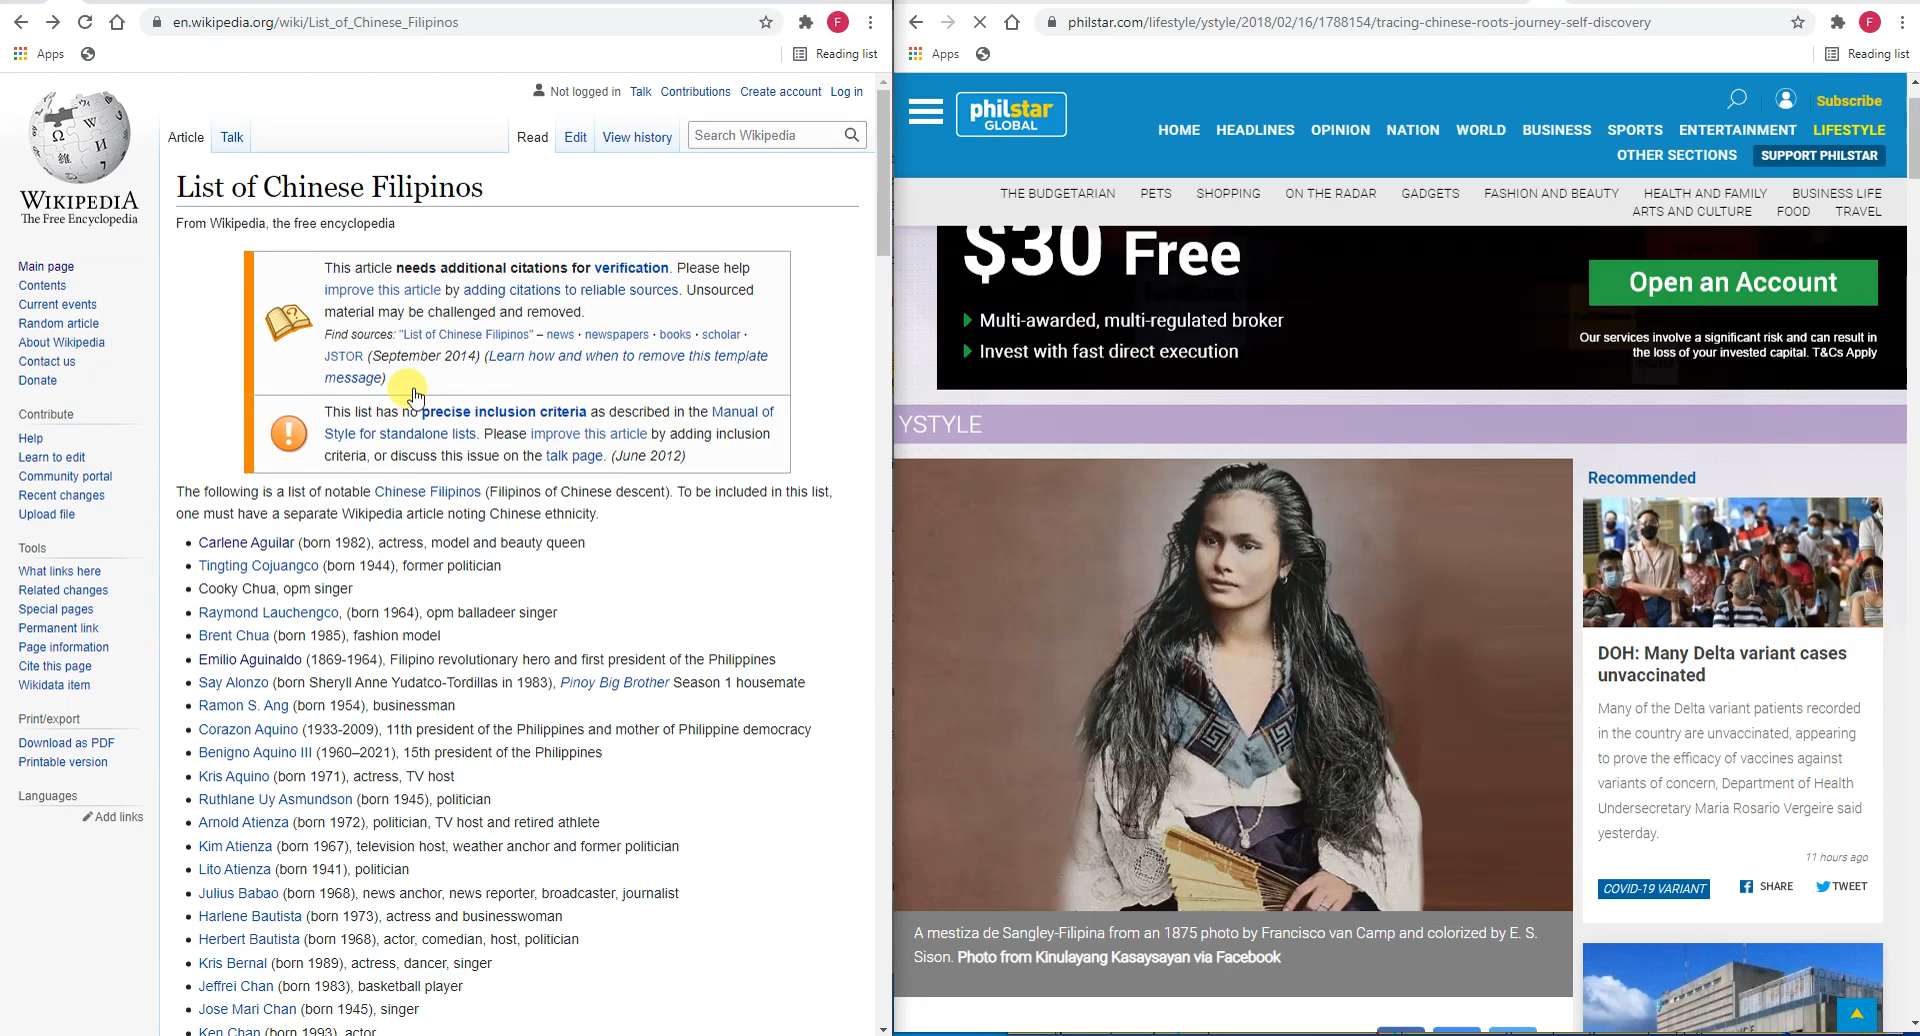 en.wikipedia.org/wiki/List_of_Chinese_Filipinos
F
Apps
Reading list
Not logged in Talk Contributions Create account Log in
Article Talk
Read Edit View history
Search Wikipedia
WIKIPEDIA
The Free Encyclopedia
Main page
Contents
Current events
Random article
About Wikipedia
Contact us
Donate
Contribute
Help
Learn to edit
Community portal
Recent changes
Upload file
Tools
What links here
Related changes
Special pages
Permanent link
Page information
Cite this page
Wikidata item
Print/export
Download as PDF
Printable version
Languages
Add links
List of Chinese Filipinos
From Wikipedia, the free encyclopedia
This article needs additional citations for verification. Please help
improve this article by adding citations to reliable sources. Unsourced
material may be challenged and removed.
Find sources: "List of Chinese Filipinos" – news · newspapers · books · scholar ·
JSTOR (September 2014) (Learn how and when to remove this template
message)
This list has no precise inclusion criteria as described in the Manual of
Style for standalone lists. Please improve this article by adding inclusion
criteria, or discuss this issue on the talk page. (June 2012)
The following is a list of notable Chinese Filipinos (Filipinos of Chinese descent). To be included in this list,
one must have a separate Wikipedia article noting Chinese ethnicity.
• Carlene Aguilar (born 1982), actress, model and beauty queen
• Tingting Cojuangco (born 1944), former politician
• Cooky Chua, opm singer
• Raymond Lauchengco, (born 1964), opm balladeer singer
• Brent Chua (born 1985), fashion model
• Emilio Aguinaldo (1869-1964), Filipino revolutionary hero and first president of the Philippines
• Say Alonzo (born Sheryll Anne Yudatco-Tordillas in 1983), Pinoy Big Brother Season 1 housemate
• Ramon S. Ang (born 1954), businessman
• Corazon Aquino (1933-2009), 11th president of the Philippines and mother of Philippine democracy
• Benigno Aquino III (1960–2021), 15th president of the Philippines
• Kris Aquino (born 1971), actress, TV host
• Ruthlane Uy Asmundson (born 1945), politician
• Arnold Atienza (born 1972), politician, TV host and retired athlete
• Kim Atienza (born 1967), television host, weather anchor and former politician
• Lito Atienza (born 1941), politician
• Julius Babao (born 1968), news anchor, news reporter, broadcaster, journalist
• Harlene Bautista (born 1973), actress and businesswoman
• Herbert Bautista (born 1968), actor, comedian, host, politician
• Kris Bernal (born 1989), actress, dancer, singer
• Jeffrei Chan (born 1983), basketball player
• Jose Mari Chan (born 1945), singer
• Ken Chan (born 1993), actor
philstar.com/lifestyle/ystyle/2018/02/16/1788154/tracing-chinese-roots-journey-self-discovery
F
Apps
Reading list
philstar
GLOBAL
Subscribe
HOME HEADLINES OPINION NATION WORLD BUSINESS SPORTS ENTERTAINMENT LIFESTYLE
OTHER SECTIONS SUPPORT PHILSTAR
THE BUDGETARIAN PETS SHOPPING ON THE RADAR GADGETS FASHION AND BEAUTY HEALTH AND FAMILY BUSINESS LIFE
ARTS AND CULTURE FOOD TRAVEL
$30 Free
Multi-awarded, multi-regulated broker
Invest with fast direct execution
Open an Account
Our services involve a significant risk and can result in
the loss of your invested capital. T&Cs Apply
YSTYLE
A mestiza de Sangley-Filipina from an 1875 photo by Francisco van Camp and colorized by E. S.
Sison. Photo from Kinulayang Kasaysayan via Facebook
Recommended
DOH: Many Delta variant cases
unvaccinated
Many of the Delta variant patients recorded
in the country are unvaccinated, appearing
to prove the efficacy of vaccines against
variants of concern, Department of Health
Undersecretary Maria Rosario Vergeire said
yesterday.
11 hours ago
COVID-19 VARIANT
SHARE TWEET